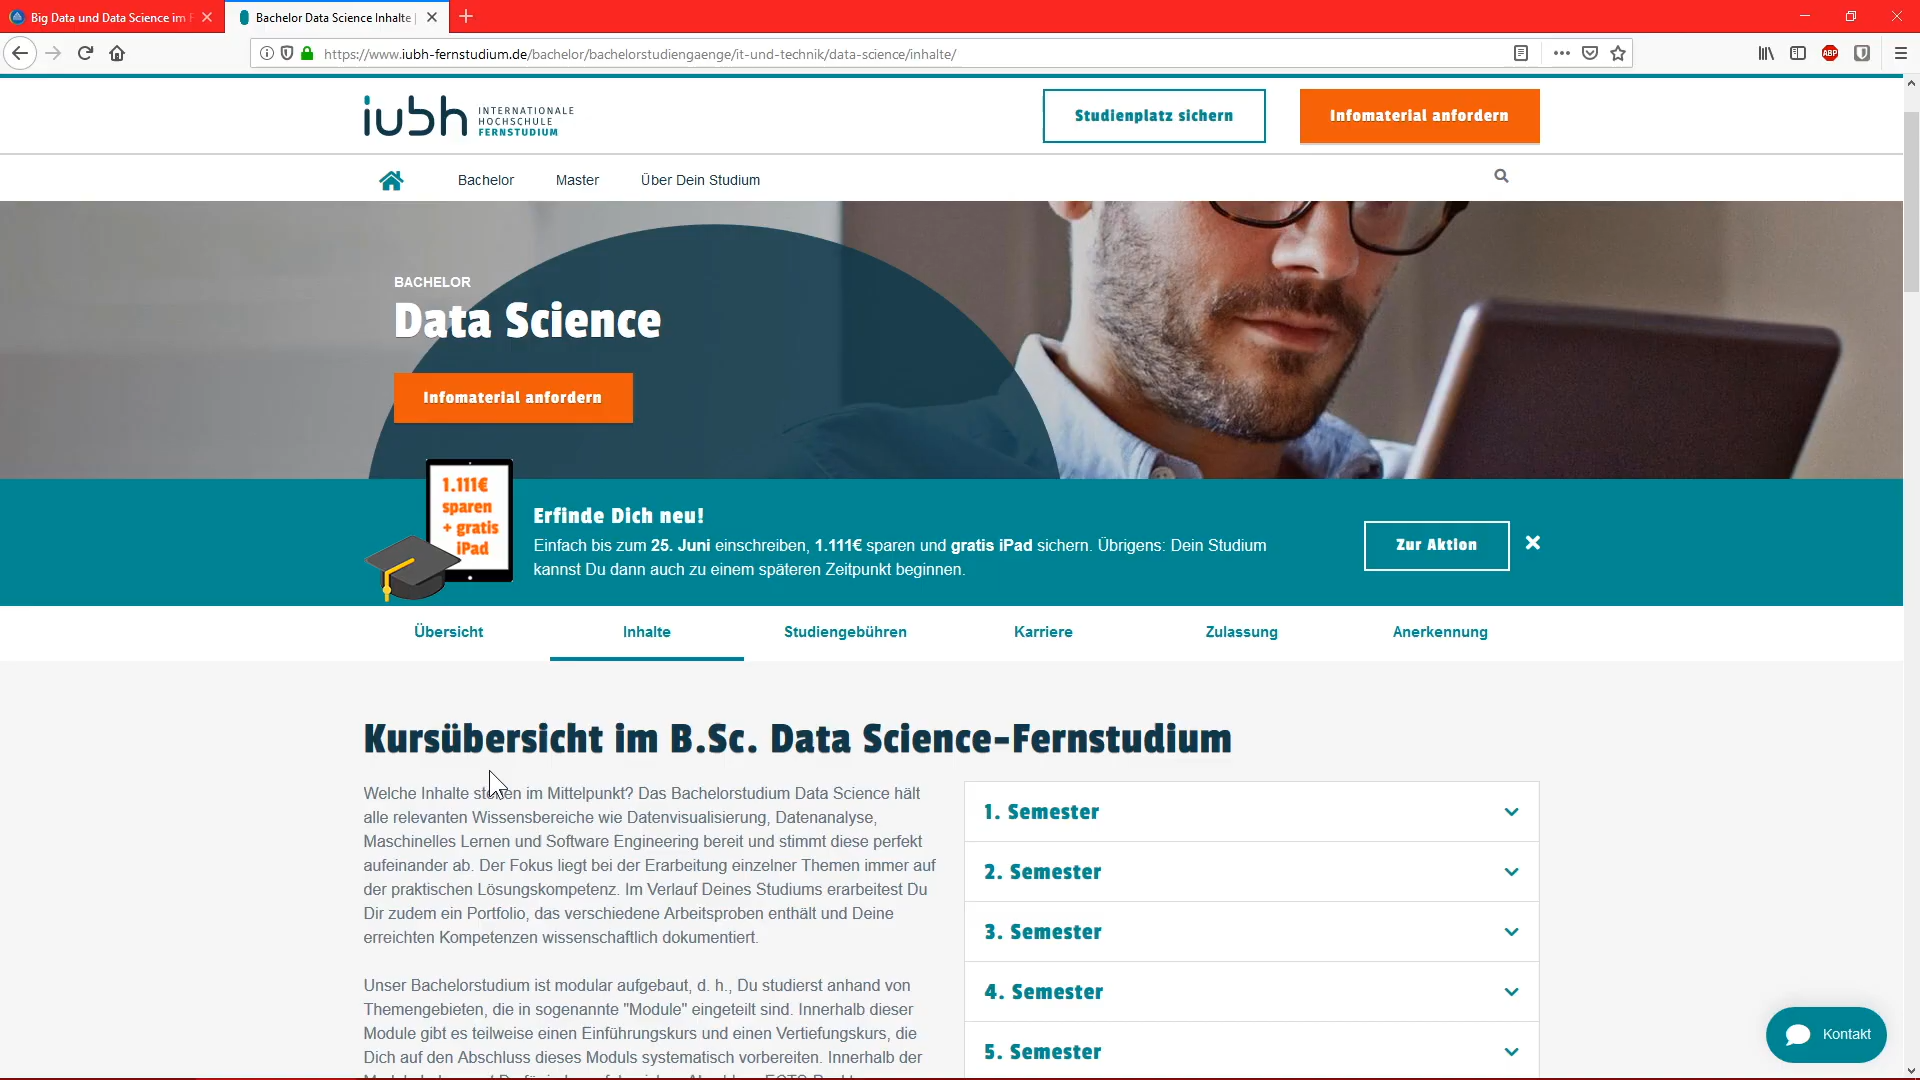 Big Data und Data Science im
Bachelor Data Science Inhalte |
https://www.iubh-fernstudium.de/bachelor/bachelorstudiengaenge/it-und-technik/data-science/inhalte/
ABP
iubh INTERNATIONALE
HOCHSCHULE
FERNSTUDIUM
Studienplatz sichern
Infomaterial anfordern
Bachelor Master Über Dein Studium
BACHELOR
Data Science
Infomaterial anfordern
1.111€
sparen
+ gratis
iPad
Erfinde Dich neu!
Einfach bis zum 25. Juni einschreiben, 1.111€ sparen und gratis iPad sichern. Übrigens: Dein Studium
kannst Du dann auch zu einem späteren Zeitpunkt beginnen.
Zur Aktion
Übersicht Inhalte Studiengebühren Karriere Zulassung Anerkennung
Kursübersicht im B.Sc. Data Science-Fernstudium
Welche Inhalte stehen im Mittelpunkt? Das Bachelorstudium Data Science hält
alle relevanten Wissensbereiche wie Datenvisualisierung, Datenanalyse,
Maschinelles Lernen und Software Engineering bereit und stimmt diese perfekt
aufeinander ab. Der Fokus liegt bei der Erarbeitung einzelner Themen immer auf
der praktischen Lösungskompetenz. Im Verlauf Deines Studiums erarbeitest Du
Dir zudem ein Portfolio, das verschiedene Arbeitsproben enthält und Deine
erreichten Kompetenzen wissenschaftlich dokumentiert.
Unser Bachelorstudium ist modular aufgebaut, d. h., Du studierst anhand von
Themengebieten, die in sogenannte "Module" eingeteilt sind. Innerhalb dieser
Module gibt es teilweise einen Einführungskurs und einen Vertiefungskurs, die
Dich auf den Abschluss dieses Moduls systematisch vorbereiten. Innerhalb der
1. Semester
2. Semester
3. Semester
4. Semester
5. Semester
Kontakt